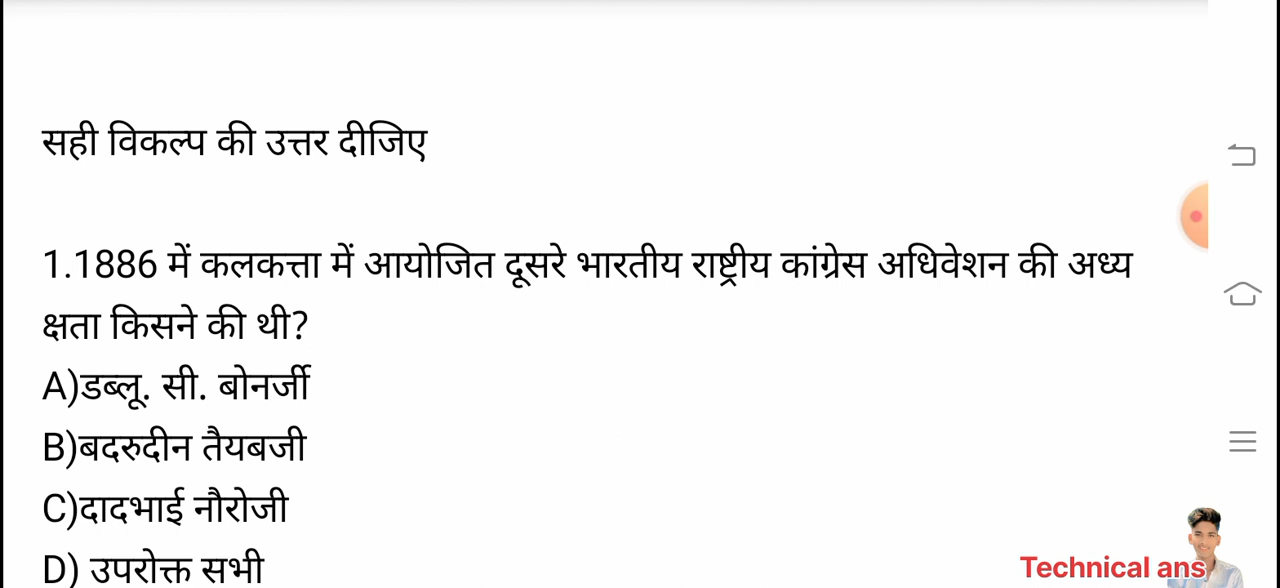 सही विकल्प की उत्तर दीजिए
1.1886 में कलकत्ता में आयोजित दूसरे भारतीय राष्ट्रीय कांग्रेस अधिवेशन की अध्य
क्षता किसने की थी?
A)डब्लू. सी. बोनर्जी
B)बदरुदीन तैयबजी
C)दादभाई नौरोजी
D) उपरोक्त सभी
Technical ans